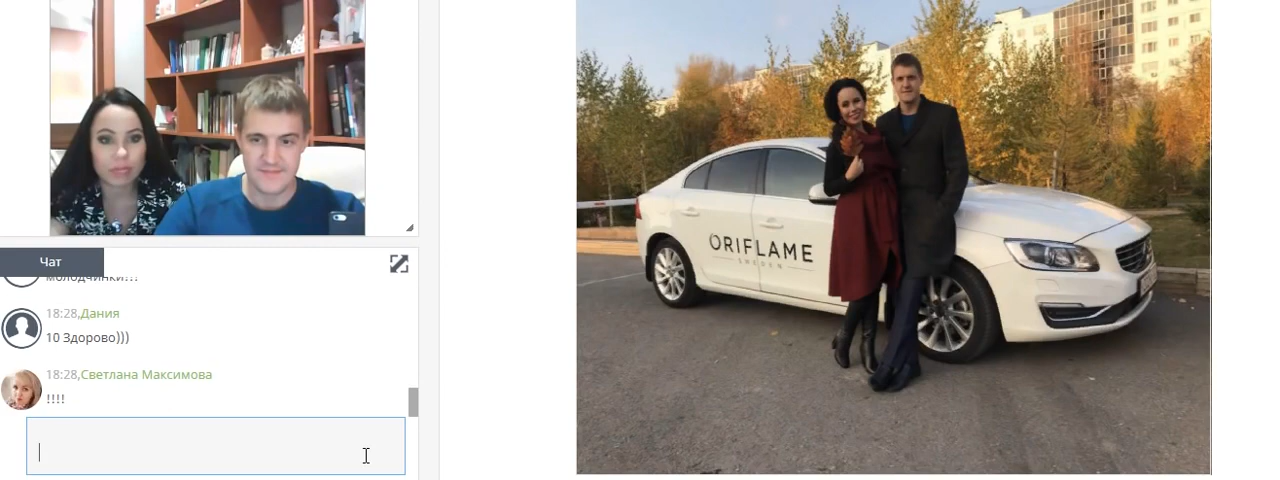 Чат
молодчинки!!!
18:28,Дания
10 Здорово)))
18:28,Светлана Максимова
!!!!
ORIFLAME
SWEDEN